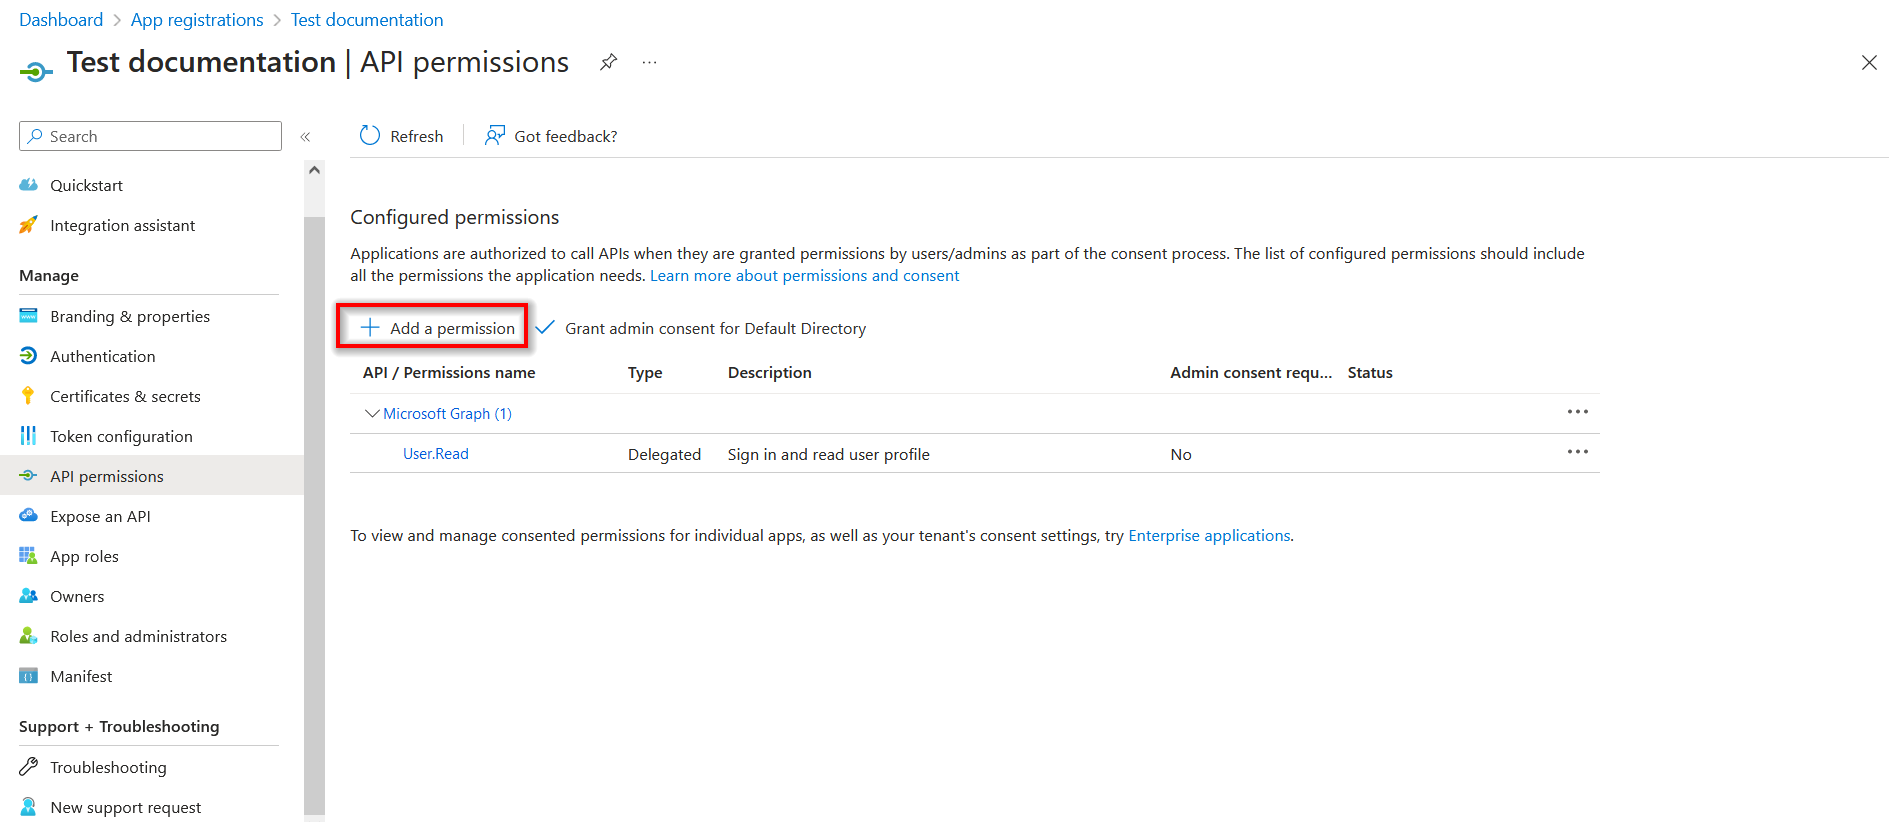 Dashboard > App registrations > Test documentation
Test documentation | API permissions
Search
Quickstart
Integration assistant
Manage
Branding & properties
Authentication
Certificates & secrets
Token configuration
API permissions
Expose an API
App roles
Owners
Roles and administrators
Manifest
Support + Troubleshooting
Troubleshooting
New support request
Refresh
Got feedback?
Configured permissions
Applications are authorized to call APIs when they are granted permissions by users/admins as part of the consent process. The list of configured permissions should include
all the permissions the application needs. Learn more about permissions and consent
Add a permission Grant admin consent for Default Directory
API / Permissions name Type Description Admin consent requ... Status
Microsoft Graph (1)
User.Read Delegated Sign in and read user profile No
To view and manage consented permissions for individual apps, as well as your tenant's consent settings, try Enterprise applications.